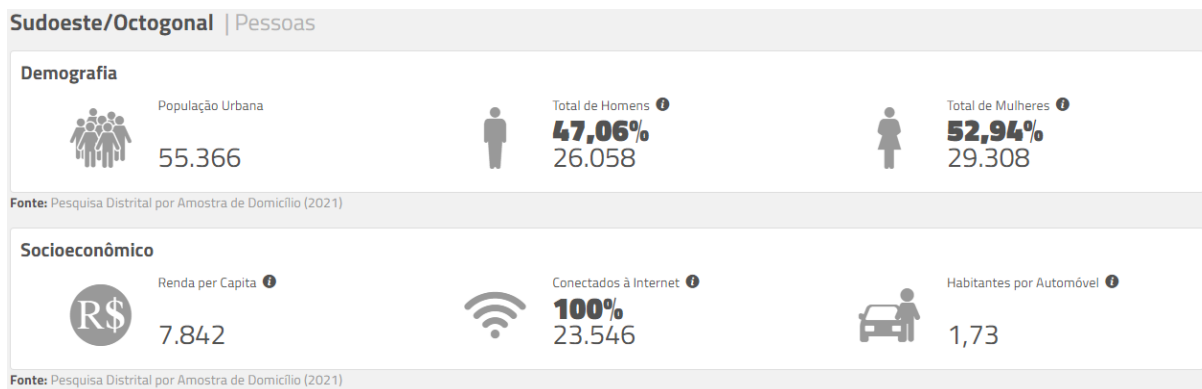 Sudoeste/Octogonal | Pessoas
Demografia
População Urbana
55.366
Total de Homens
47,06%
26.058
Total de Mulheres
52,94%
29.308
Fonte: Pesquisa Distrital por Amostra de Domicílio (2021)
Socioeconômico
R$
Renda per Capita
7.842
Conectados à Internet
100%
23.546
Habitantes por Automóvel
1,73
Fonte: Pesquisa Distrital por Amostra de Domicílio (2021)